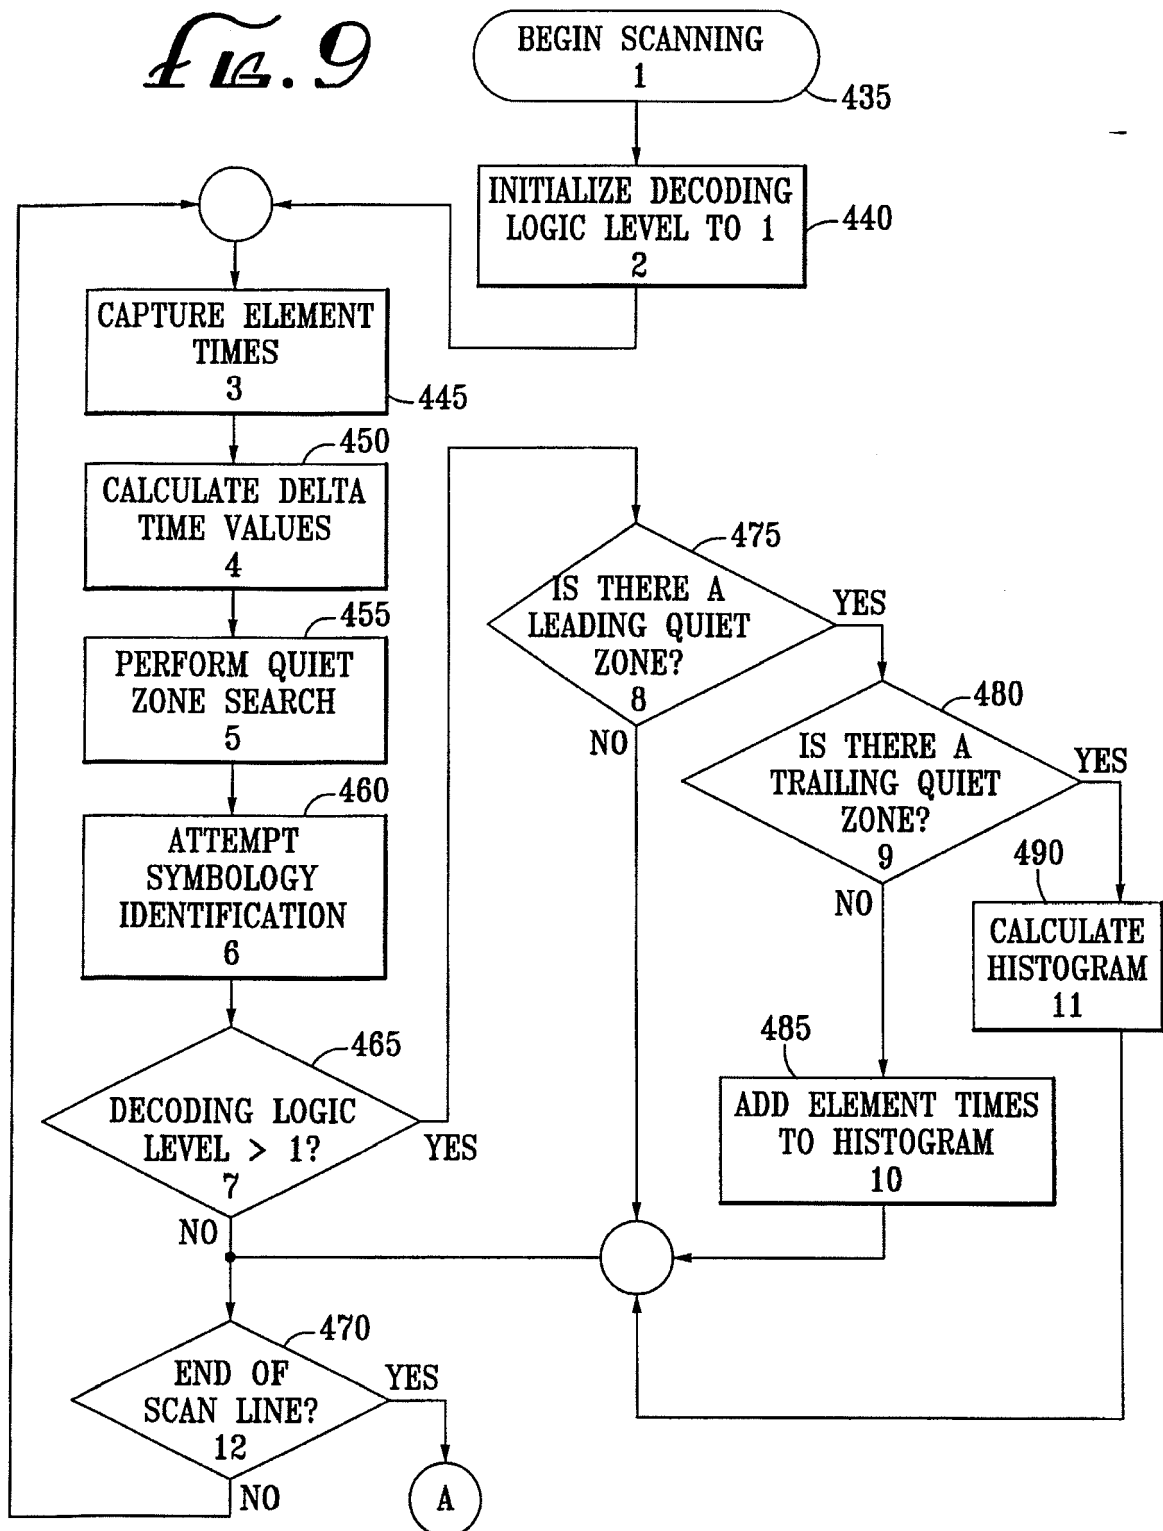 FIG. 9
BEGIN SCANNING
1
435
INITIALIZE DECODING
LOGIC LEVEL TO 1
2
440
CAPTURE ELEMENT
TIMES
3
445
450
CALCULATE DELTA
TIME VALUES
4
455
PERFORM QUIET
ZONE SEARCH
5
460
ATTEMPT
SYMBOLOGY
IDENTIFICATION
6
465
DECODING LOGIC
LEVEL > 1?
7
YES
NO
475
IS THERE A
LEADING QUIET
ZONE?
8
YES
NO
480
IS THERE A
TRAILING QUIET
ZONE?
9
YES
NO
490
CALCULATE
HISTOGRAM
11
485
ADD ELEMENT TIMES
TO HISTOGRAM
10
470
END OF
SCAN LINE?
12
YES
NO
A